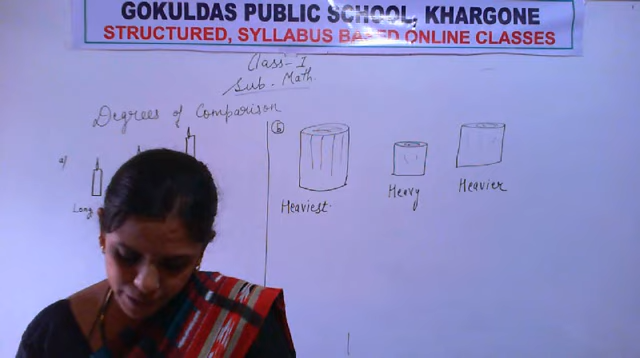 GOKULDAS PUBLIC SCHOOL, KHARGONE
STRUCTURED, SYLLABUS BASED ONLINE CLASSES
Class-I
Sub. Math.
Degrees of Comparison
a)
Long
b
Heaviest.
Heavy
Heavier